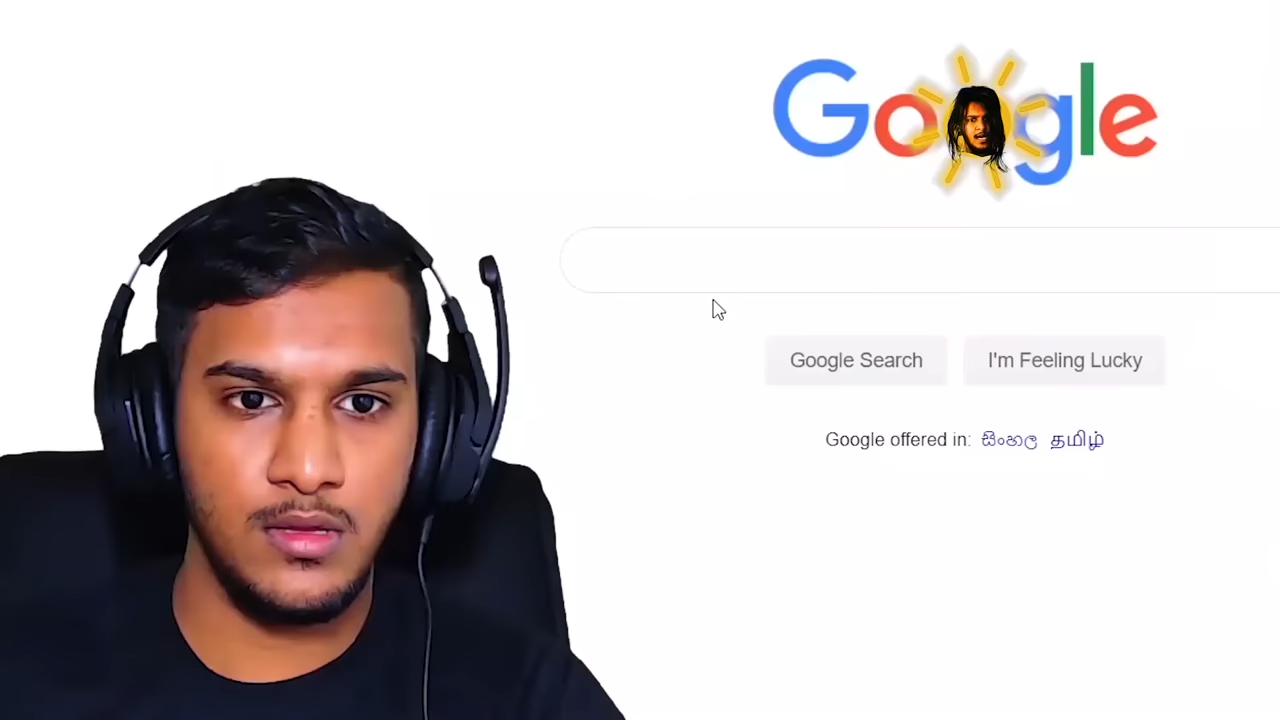 Google
Google Search I'm Feeling Lucky
Google offered in: සිංහල தமிழ்